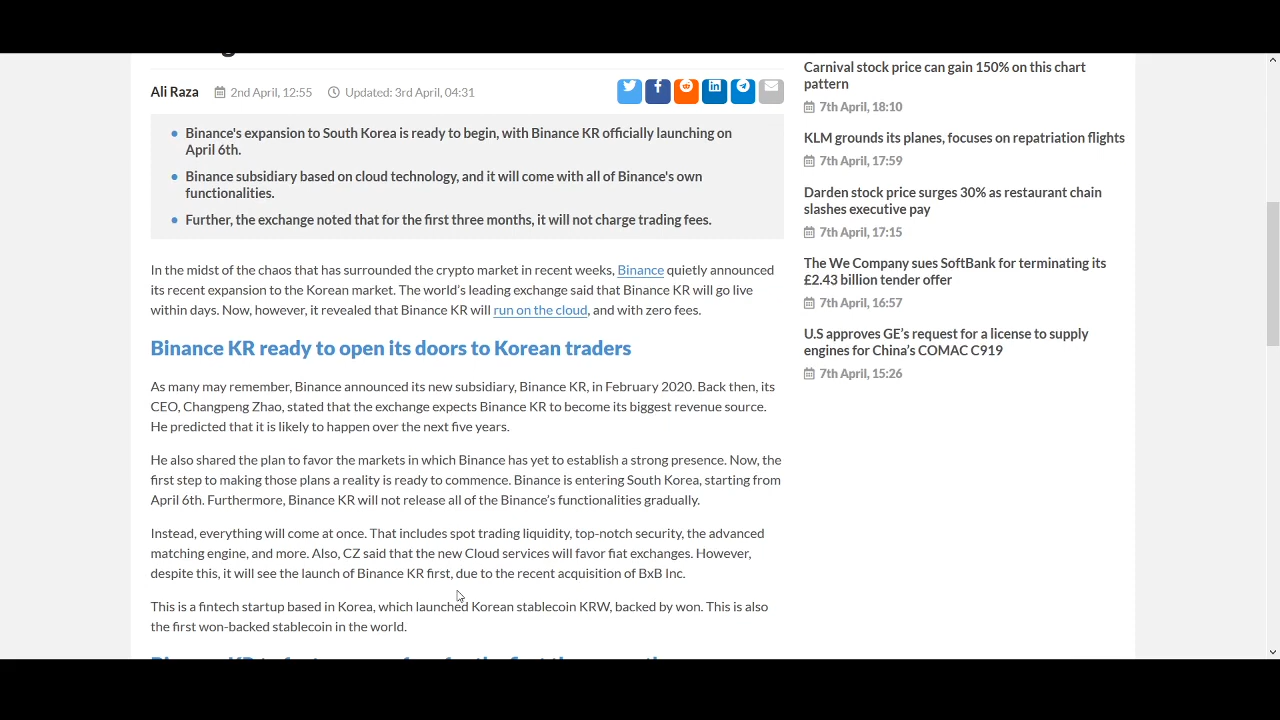 Ali Raza 2nd April, 12:55 Updated: 3rd April, 04:31
Binance's expansion to South Korea is ready to begin, with Binance KR officially launching on
April 6th.
Binance subsidiary based on cloud technology, and it will come with all of Binance's own
functionalities.
Further, the exchange noted that for the first three months, it will not charge trading fees.
In the midst of the chaos that has surrounded the crypto market in recent weeks, Binance quietly announced
its recent expansion to the Korean market. The world's leading exchange said that Binance KR will go live
within days. Now, however, it revealed that Binance KR will run on the cloud, and with zero fees.
Binance KR ready to open its doors to Korean traders
As many may remember, Binance announced its new subsidiary, Binance KR, in February 2020. Back then, its
CEO, Changpeng Zhao, stated that the exchange expects Binance KR to become its biggest revenue source.
He predicted that it is likely to happen over the next five years.
He also shared the plan to favor the markets in which Binance has yet to establish a strong presence. Now, the
first step to making those plans a reality is ready to commence. Binance is entering South Korea, starting from
April 6th. Furthermore, Binance KR will not release all of the Binance's functionalities gradually.
Instead, everything will come at once. That includes spot trading liquidity, top-notch security, the advanced
matching engine, and more. Also, CZ said that the new Cloud services will favor fiat exchanges. However,
despite this, it will see the launch of Binance KR first, due to the recent acquisition of BxB Inc.
This is a fintech startup based in Korea, which launched Korean stablecoin KRW, backed by won. This is also
the first won-backed stablecoin in the world.
Carnival stock price can gain 150% on this chart
pattern
7th April, 18:10
KLM grounds its planes, focuses on repatriation flights
7th April, 17:59
Darden stock price surges 30% as restaurant chain
slashes executive pay
7th April, 17:15
The We Company sues SoftBank for terminating its
£2.43 billion tender offer
7th April, 16:57
U.S approves GE's request for a license to supply
engines for China's COMAC C919
7th April, 15:26